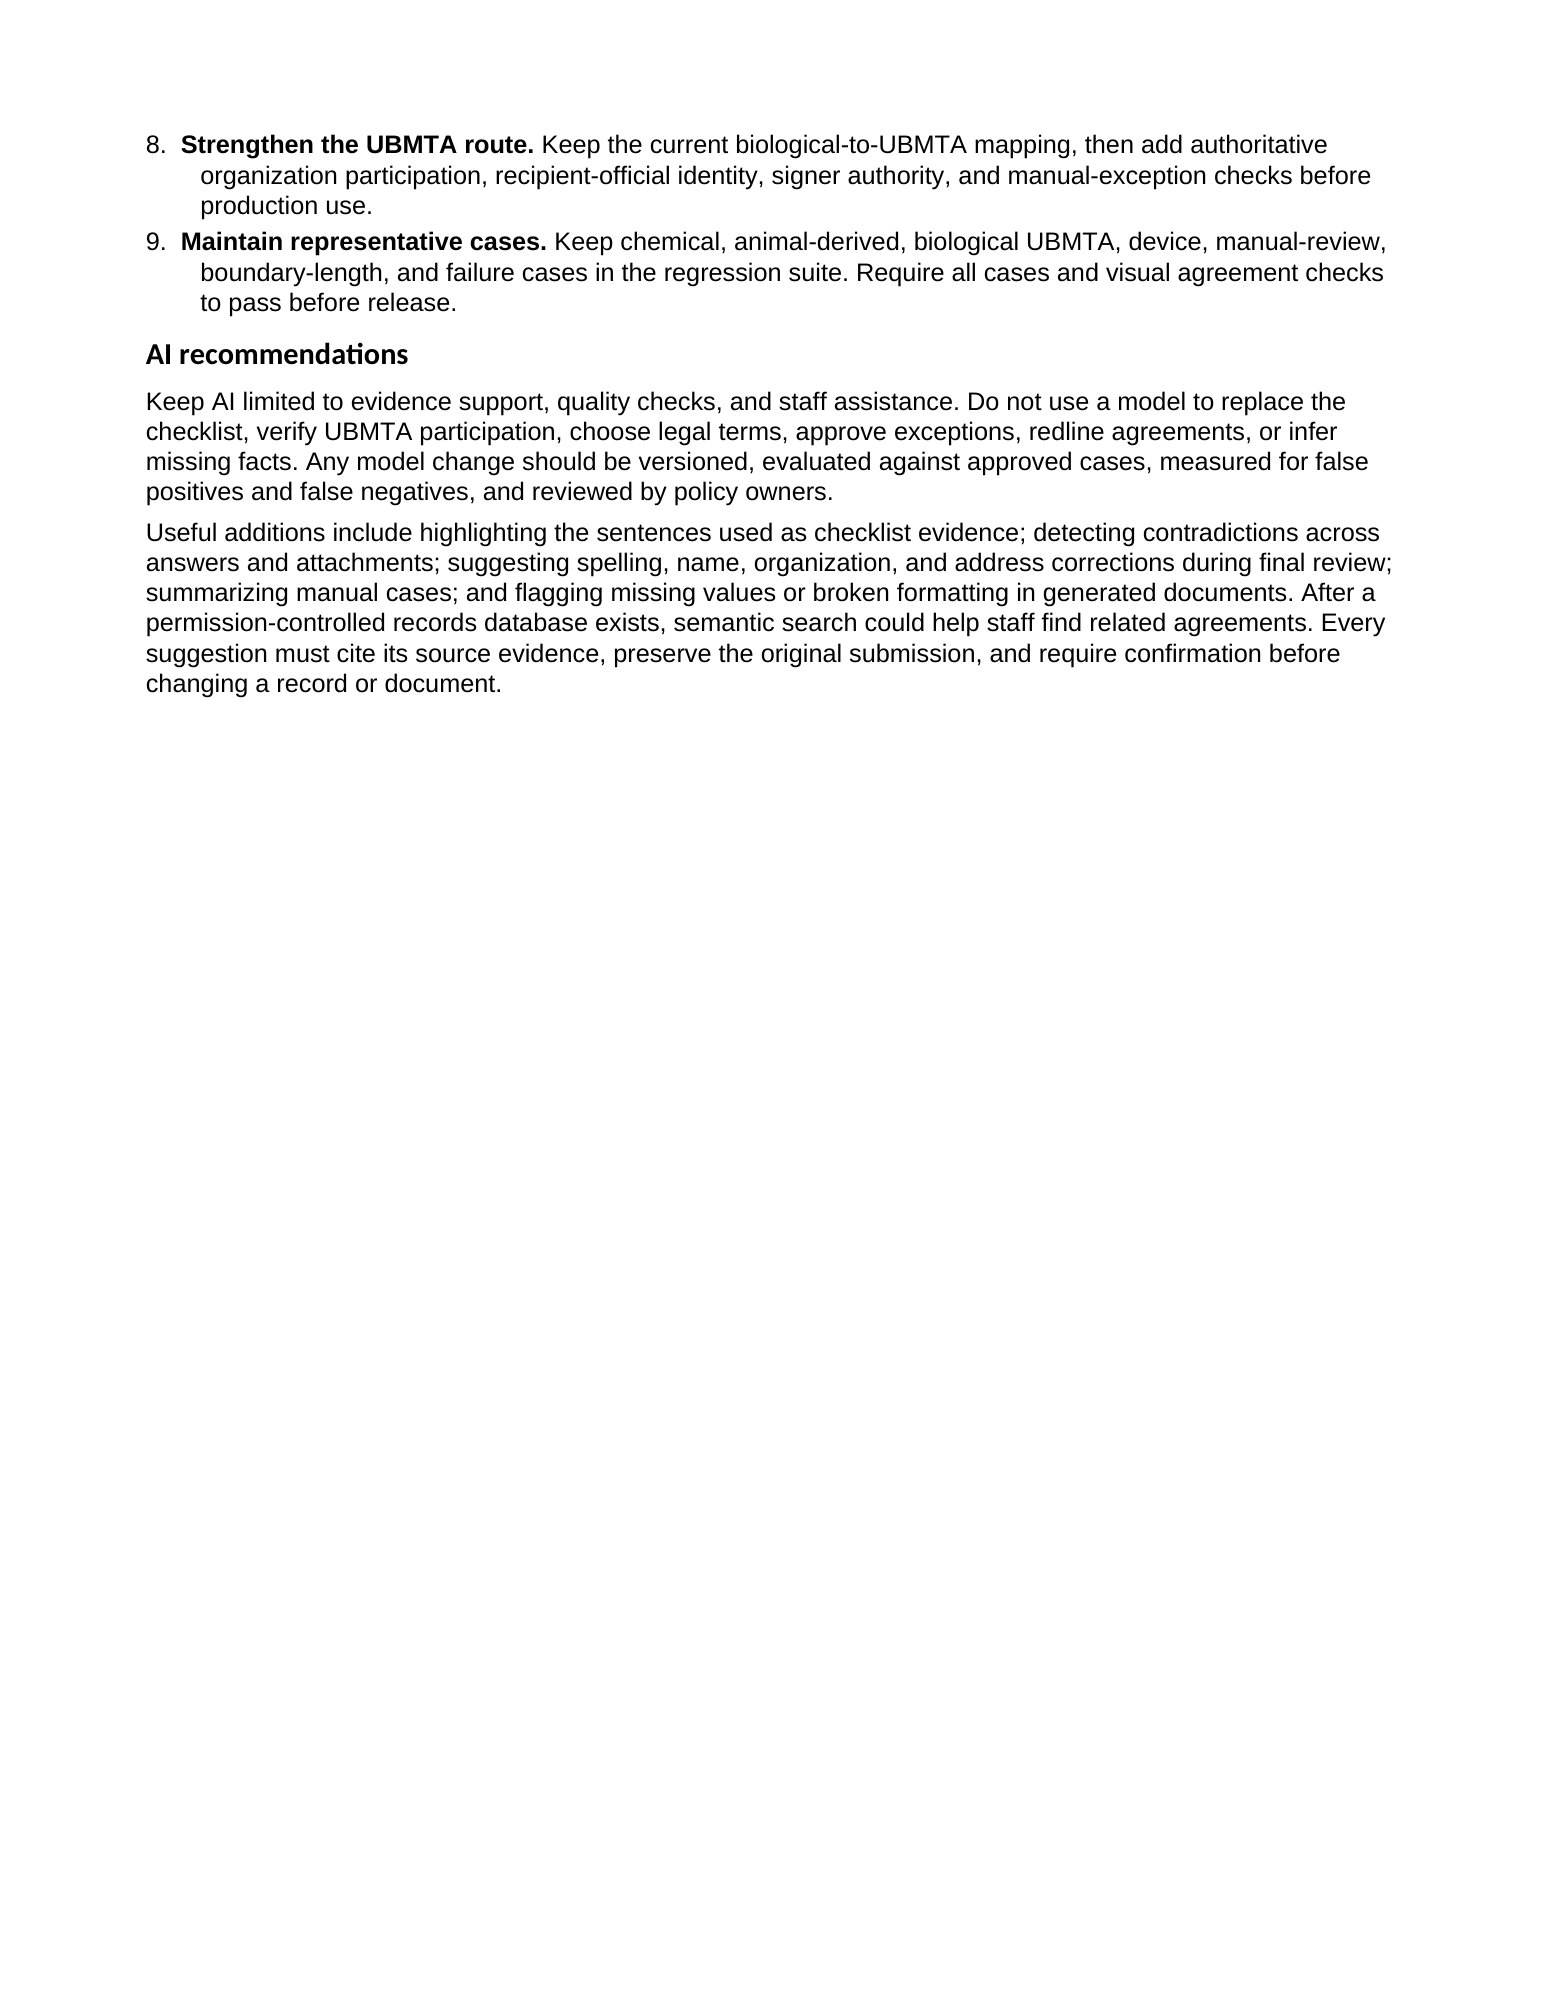 8. Strengthen the UBMTA route. Keep the current biological-to-UBMTA mapping, then add authoritative
organization participation, recipient-official identity, signer authority, and manual-exception checks before
production use.
9. Maintain representative cases. Keep chemical, animal-derived, biological UBMTA, device, manual-review,
boundary-length, and failure cases in the regression suite. Require all cases and visual agreement checks
to pass before release.
AI recommendations
Keep AI limited to evidence support, quality checks, and staff assistance. Do not use a model to replace the
checklist, verify UBMTA participation, choose legal terms, approve exceptions, redline agreements, or infer
missing facts. Any model change should be versioned, evaluated against approved cases, measured for false
positives and false negatives, and reviewed by policy owners.
Useful additions include highlighting the sentences used as checklist evidence; detecting contradictions across
answers and attachments; suggesting spelling, name, organization, and address corrections during final review;
summarizing manual cases; and flagging missing values or broken formatting in generated documents. After a
permission-controlled records database exists, semantic search could help staff find related agreements. Every
suggestion must cite its source evidence, preserve the original submission, and require confirmation before
changing a record or document.